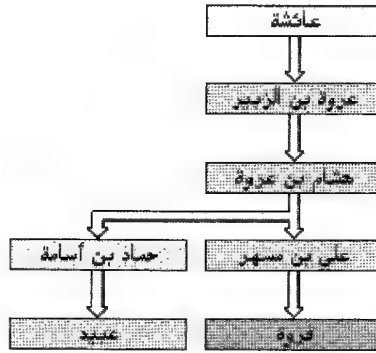 عائشة
عروة بن الزبير
هشام بن عروة
علي بن مسهر
حماد بن أسامة
فروة
عبيد